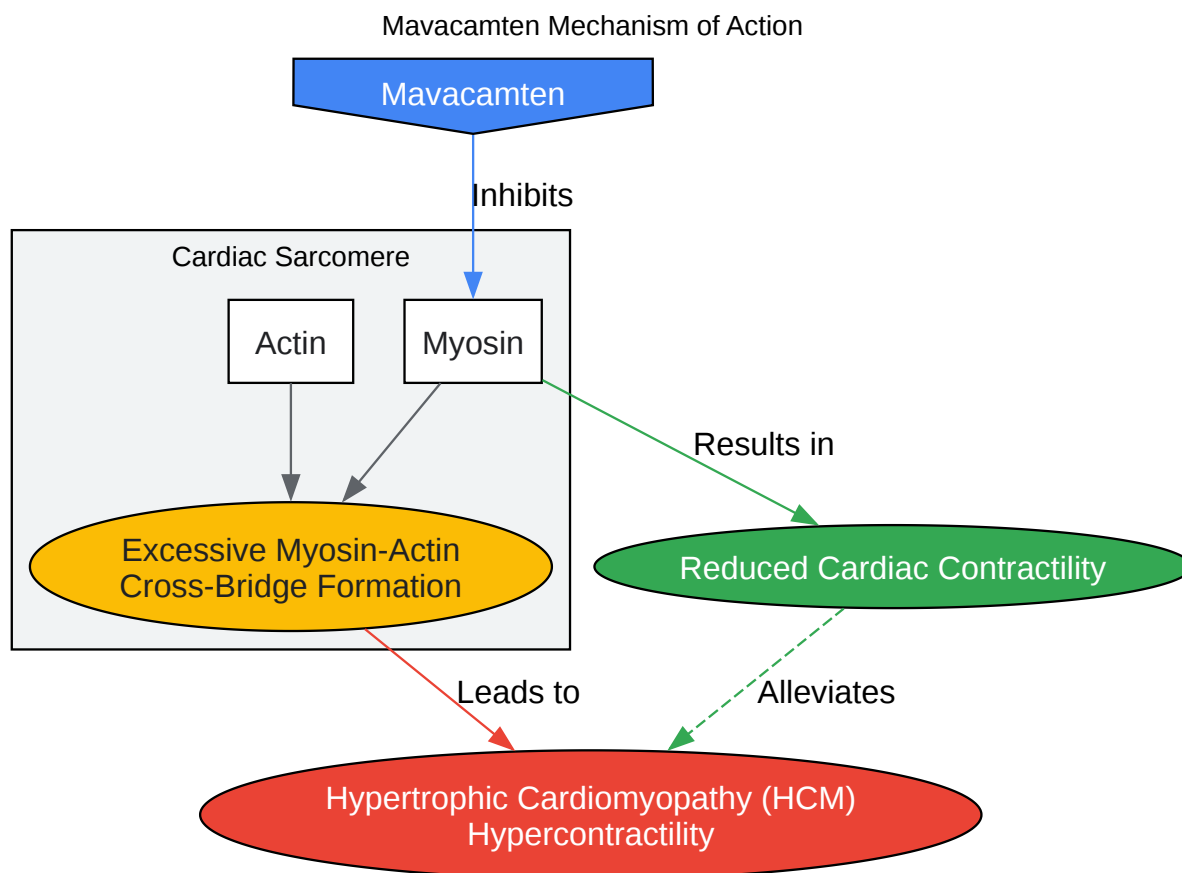 Mavacamten Mechanism of Action
Mavacamten
Inhibits
Cardiac Sarcomere
Actin
Myosin
Results in
Excessive Myosin-Actin
Cross-Bridge Formation
Reduced Cardiac Contractility
Leads to
Alleviates
Hypertrophic Cardiomyopathy (HCM)
Hypercontractility